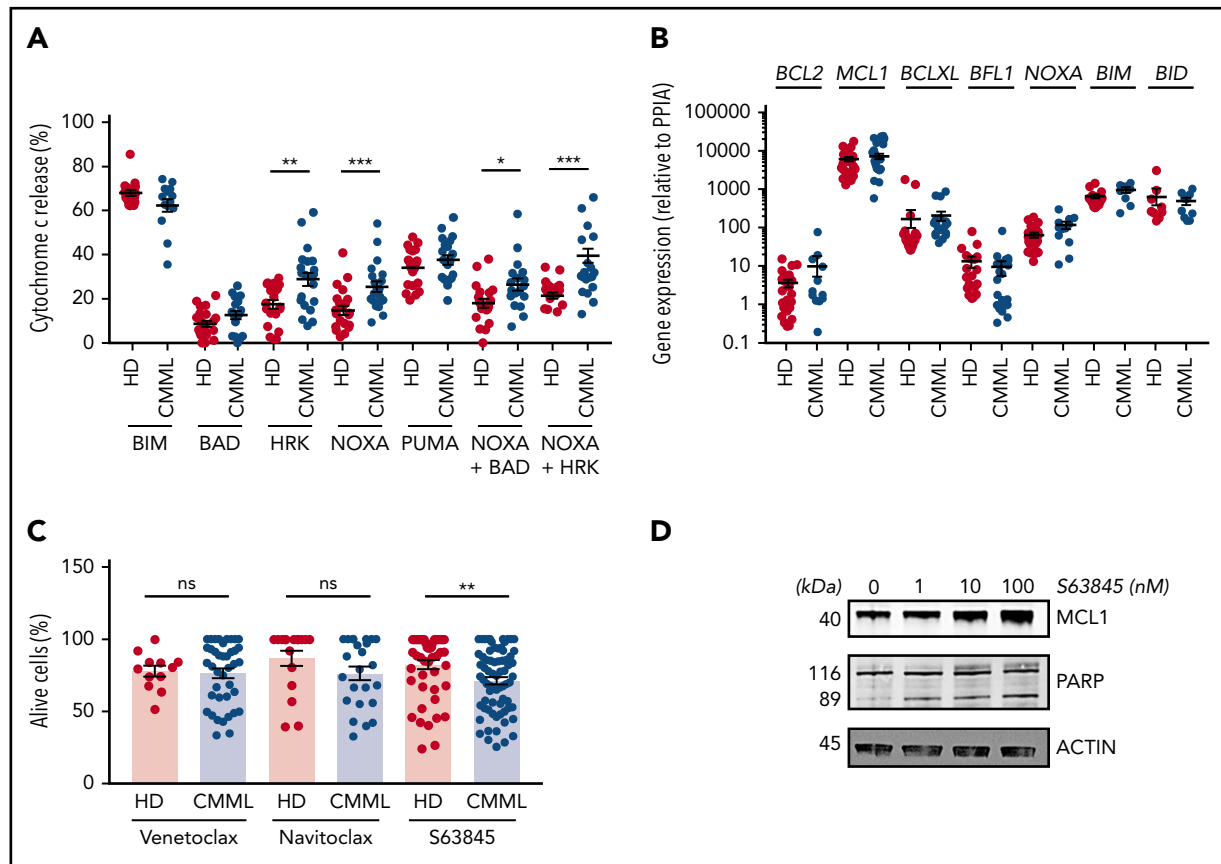 A
Cytochrome c release (%)
100
80
60
40
20
0
** *** * ***
HD CMML HD CMML HD CMML HD CMML HD CMML HD CMML HD CMML
BIM BAD HRK NOXA PUMA NOXA NOXA
+ BAD + HRK
B
BCL2 MCL1 BCLXL BFL1 NOXA BIM BID
Gene expression (relative to PPIA)
100000
10000
1000
100
10
1
0.1
HD CMML HD CMML HD CMML HD CMML HD CMML HD CMML HD CMML
C
Alive cells (%)
150
100
50
0
ns ns **
HD CMML HD CMML HD CMML
Venetoclax Navitoclax S63845
D
(kDa) 0 1 10 100 S63845 (nM)
40 MCL1
116
PARP
89
45 ACTIN